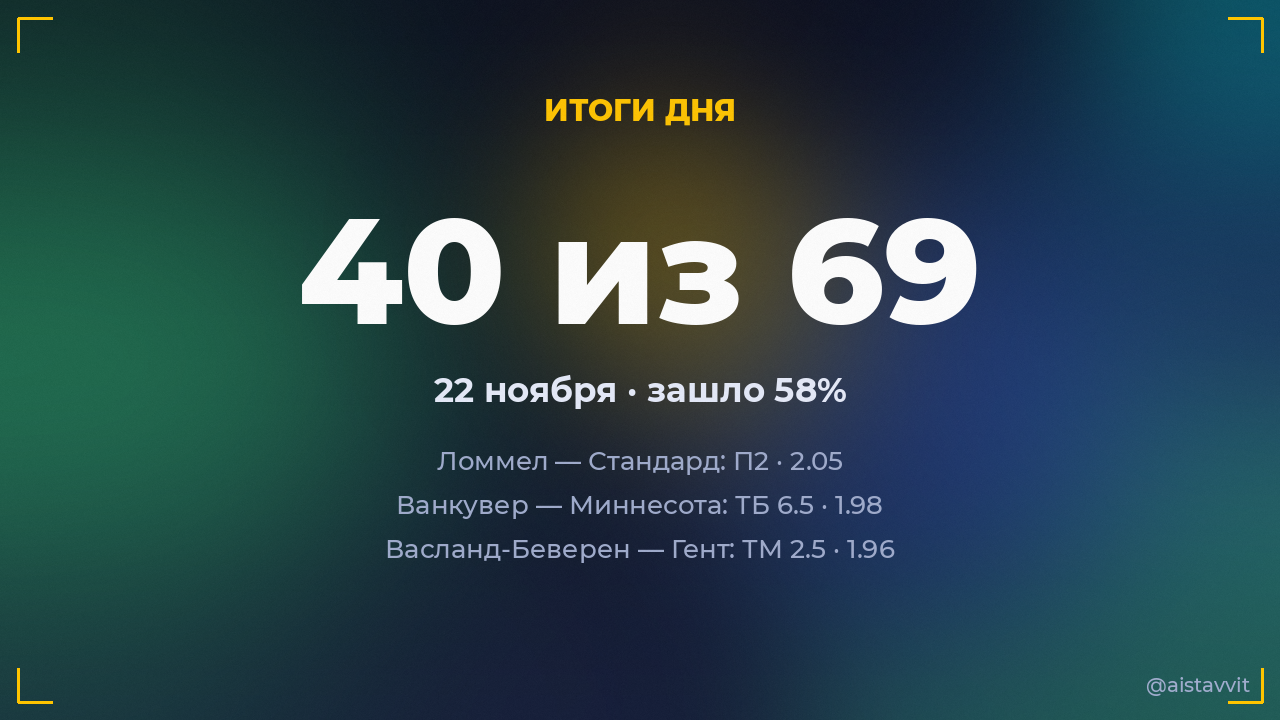 ИТОГИ ДНЯ
40 из 69
22 ноября · зашло 58%
Ломмел — Стандард: П2 · 2.05
Ванкувер — Миннесота: ТБ 6.5 · 1.98
Васланд-Беверен — Гент: ТМ 2.5 · 1.96
@aistavvit